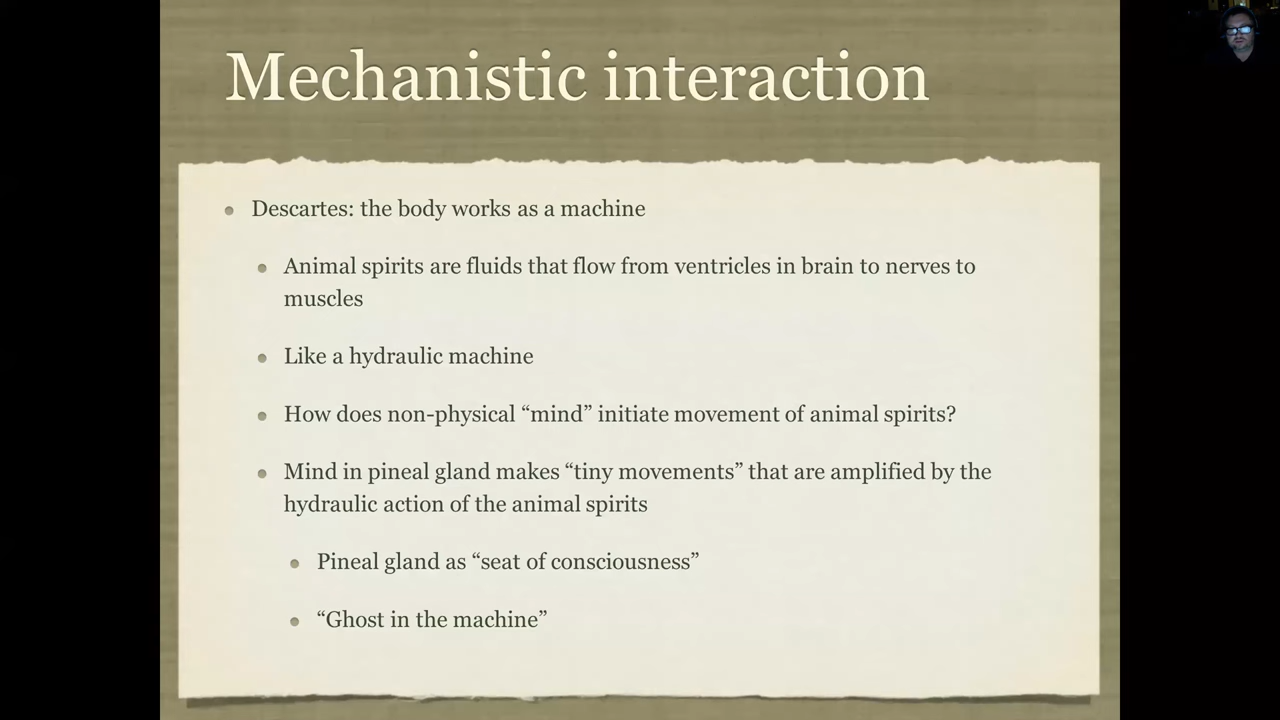 Mechanistic interaction
Descartes: the body works as a machine
Animal spirits are fluids that flow from ventricles in brain to nerves to
muscles
Like a hydraulic machine
How does non-physical “mind” initiate movement of animal spirits?
Mind in pineal gland makes “tiny movements” that are amplified by the
hydraulic action of the animal spirits
Pineal gland as “seat of consciousness”
“Ghost in the machine”